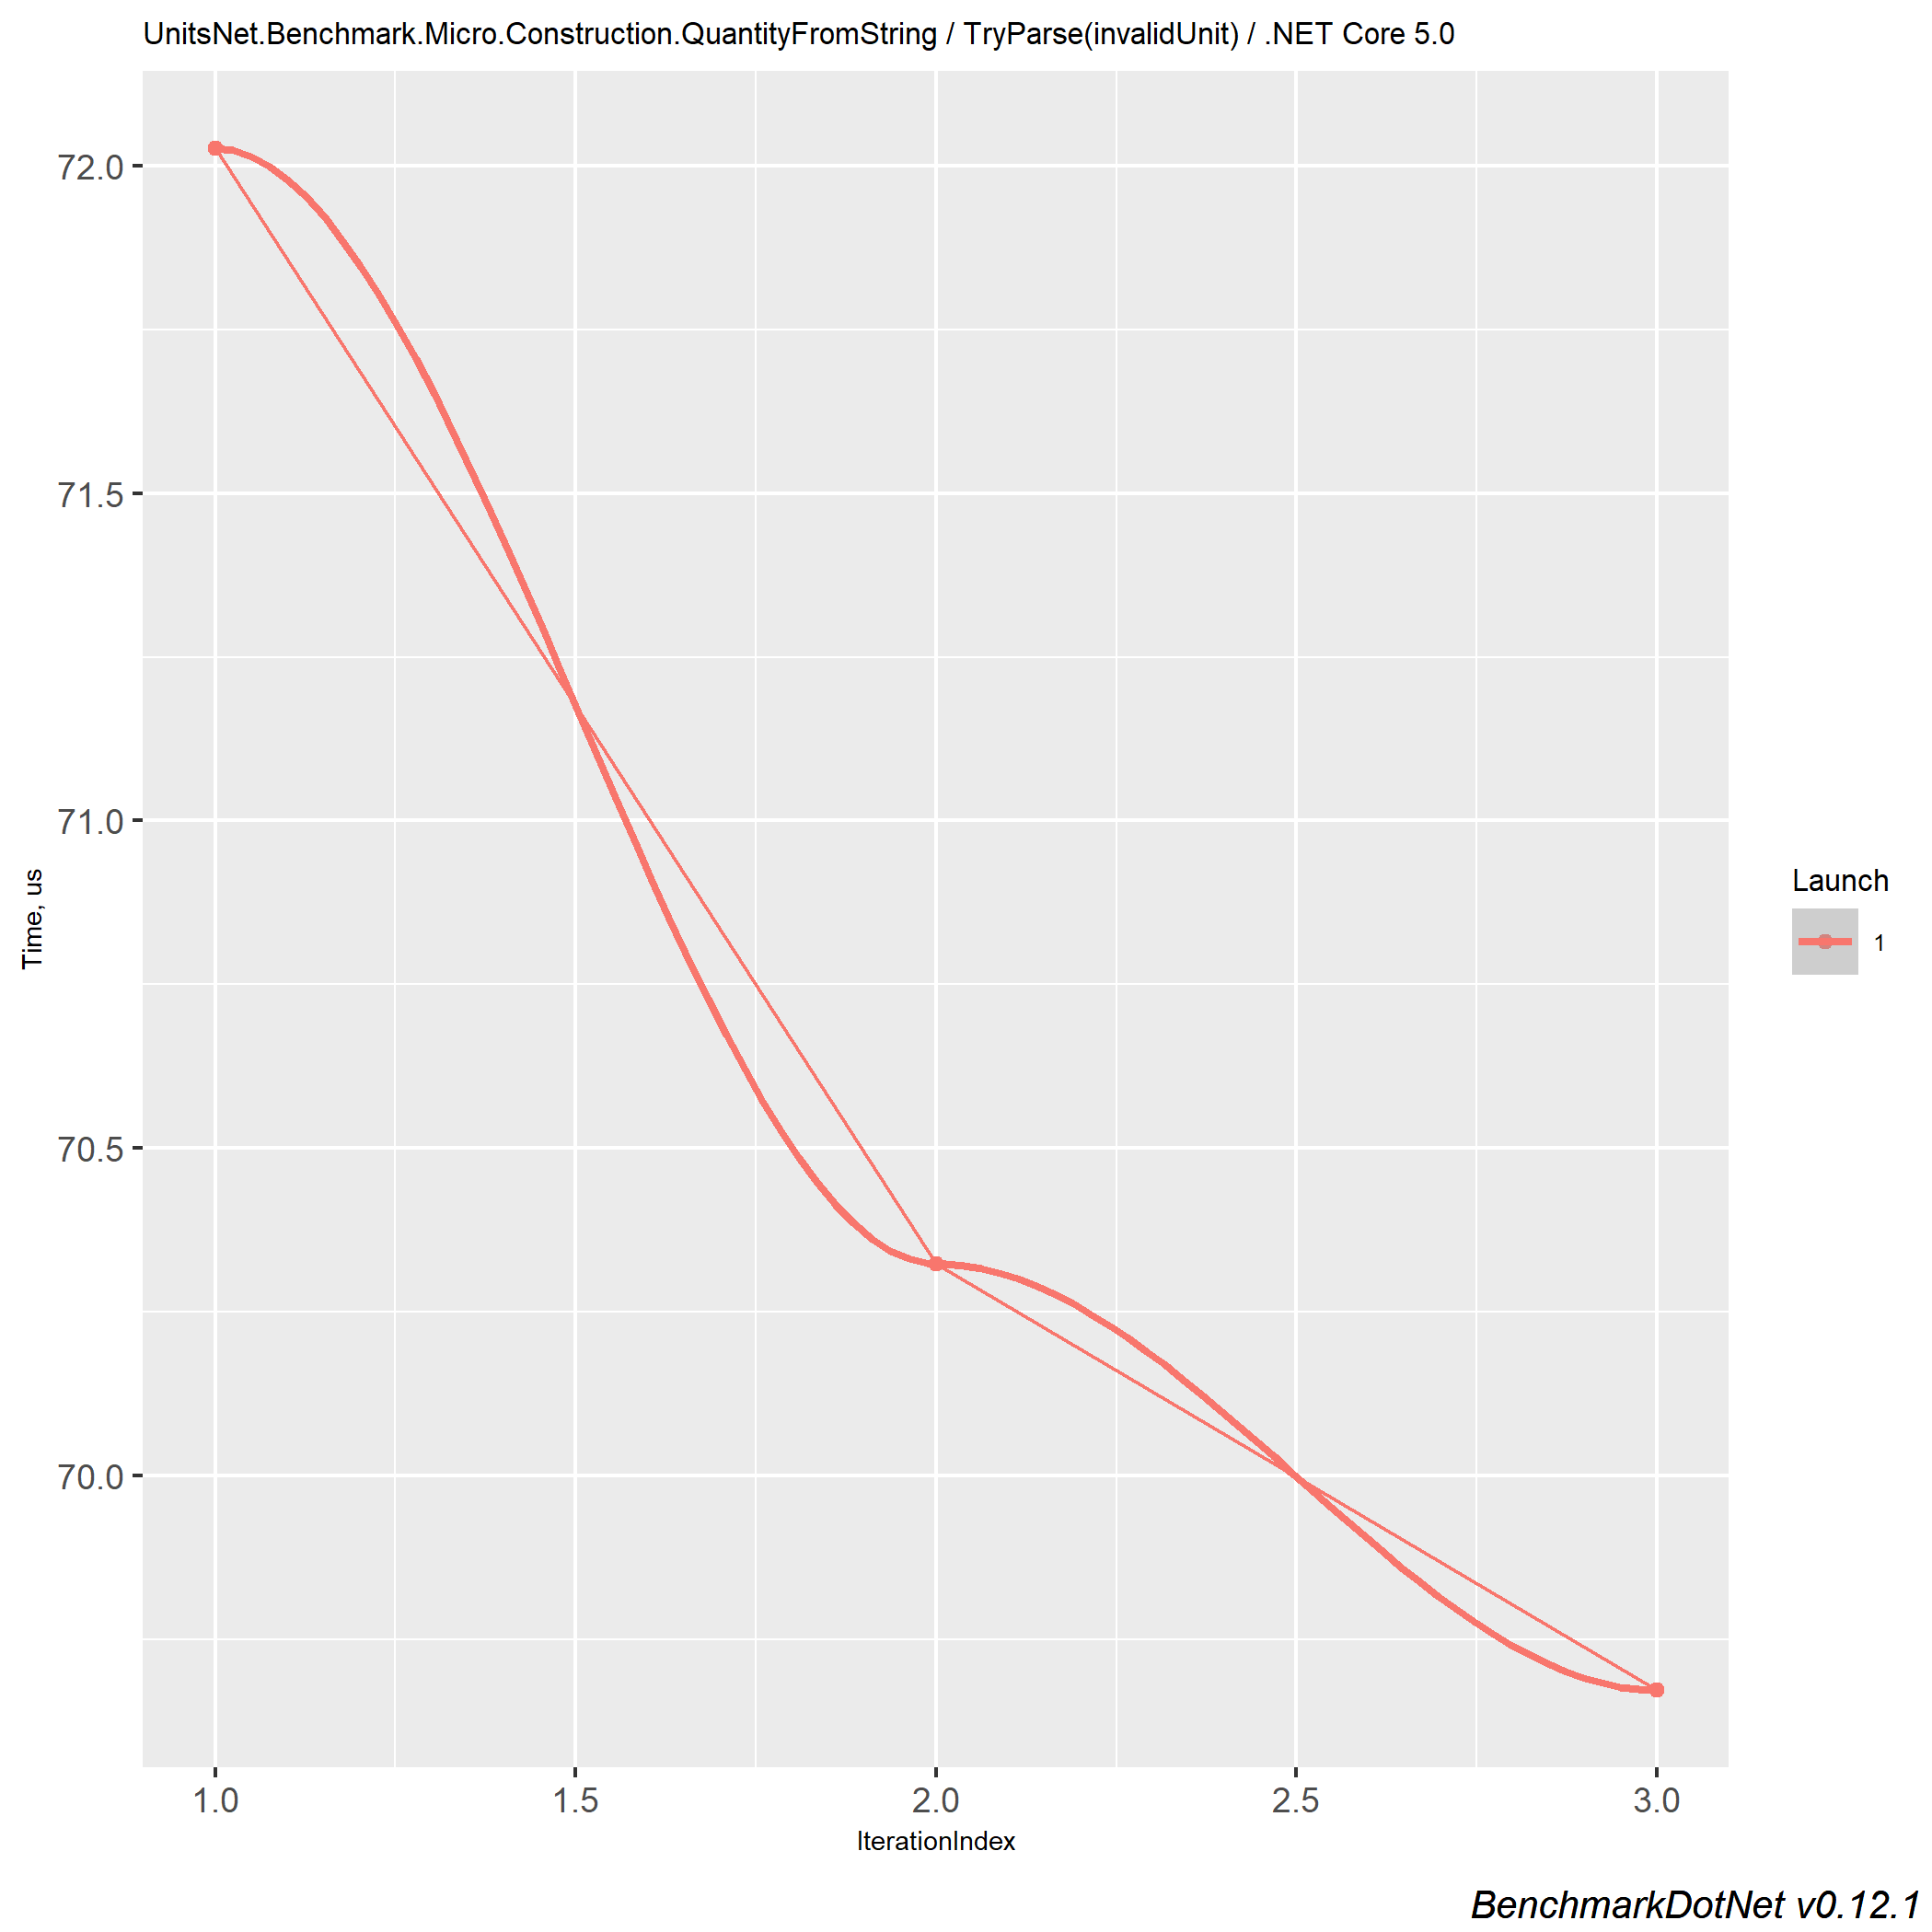 UnitsNet.Benchmark.Micro.Construction.QuantityFromString / TryParse(invalidUnit) / .NET Core 5.0
72.0
71.5
71.0
70.5
70.0
Time, us
1.0 1.5 2.0 2.5 3.0
IterationIndex
Launch
1
BenchmarkDotNet v0.12.1